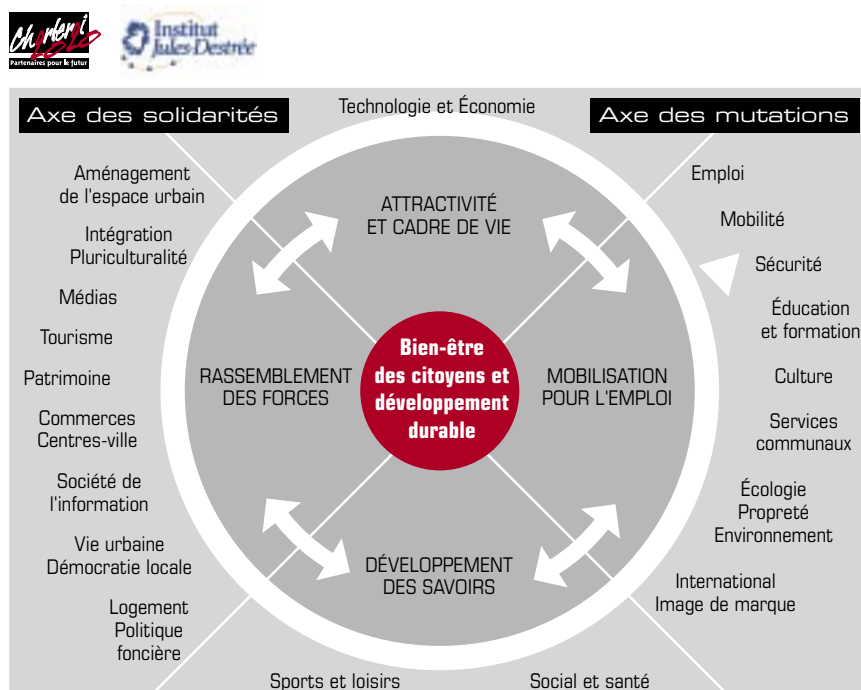 Charleroi
Partenaires pour le futur
Institut
Jules-Destrée
Axe des solidarités
Technologie et Économie
Axe des mutations
Aménagement
de l'espace urbain
Intégration
Pluriculturalité
Médias
Tourisme
Patrimoine
Commerces
Centres-ville
Société de
l'information
Vie urbaine
Démocratie locale
Logement
Politique
foncière
ATTRACTIVITÉ
ET CADRE DE VIE
RASSEMBLEMENT
DES FORCES
Bien-être
des citoyens et
développement
durable
MOBILISATION
POUR L'EMPLOI
DÉVELOPPEMENT
DES SAVOIRS
Emploi
Mobilité
Sécurité
Éducation
et formation
Culture
Services
communaux
Écologie
Propreté
Environnement
International
Image de marque
Sports et loisirs
Social et santé